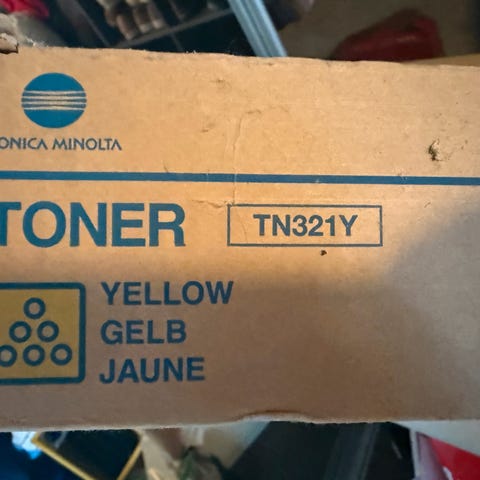 ONICA MINOLTA
TONER
TN321Y
YELLOW
GELB
JAUNE